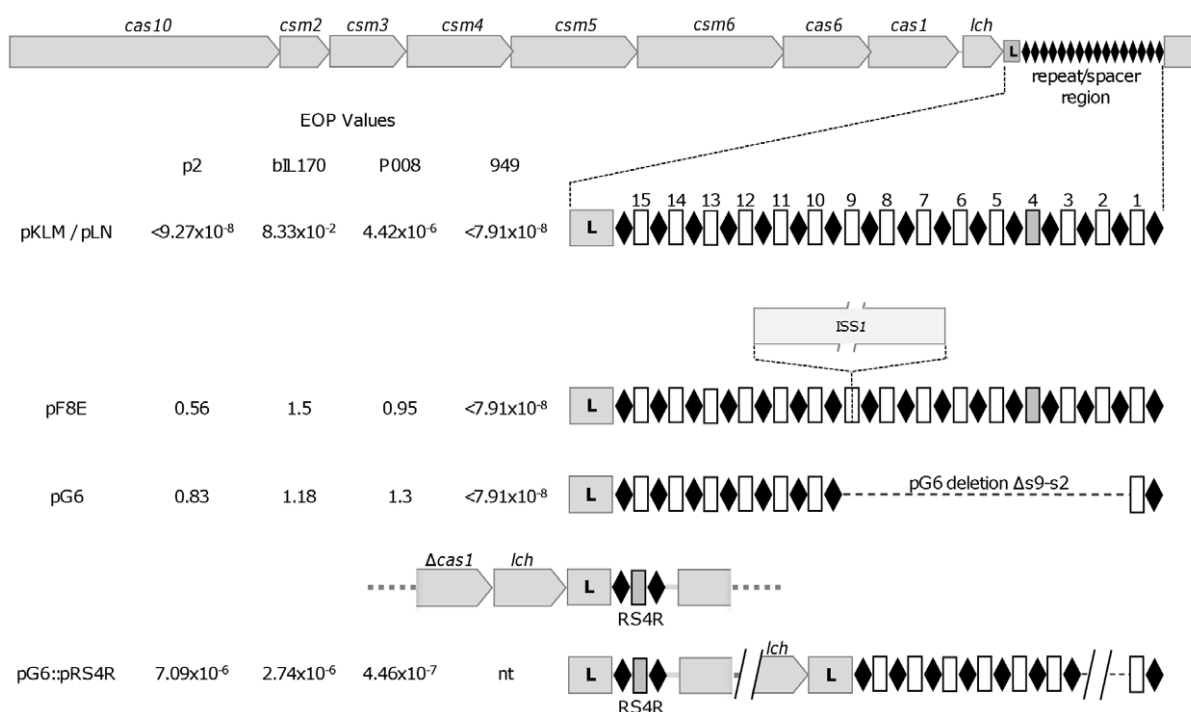 cas10 csm2 csm3 csm4 csm5 csm6 cas6 cas1 lch
L
repeat/spacer
region
EOP Values
p2 bIL170 P008 949
15 14 13 12 11 10 9 8 7 6 5 4 3 2 1
pKLM / pLN <9.27x10⁻⁸ 8.33x10⁻² 4.42x10⁻⁶ <7.91x10⁻⁸ L
ISS1
pF8E 0.56 1.5 0.95 <7.91x10⁻⁸ L
pG6 0.83 1.18 1.3 <7.91x10⁻⁸ L pG6 deletion Δs9-s2
Δcas1 lch L
RS4R
lch
pG6::pRS4R 7.09x10⁻⁶ 2.74x10⁻⁶ 4.46x10⁻⁷ nt L L
RS4R